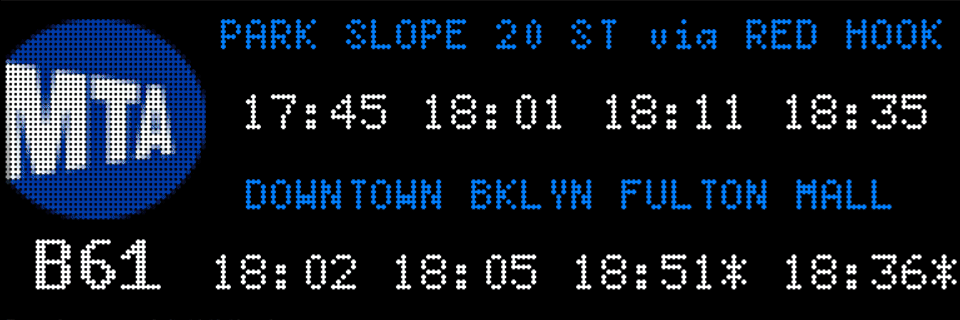 MTA
PARK SLOPE 20 ST via RED HOOK
17:45 18:01 18:11 18:35
DOWNTOWN BKLYN FULTON MALL
B61
18:02 18:05 18:51* 18:36*